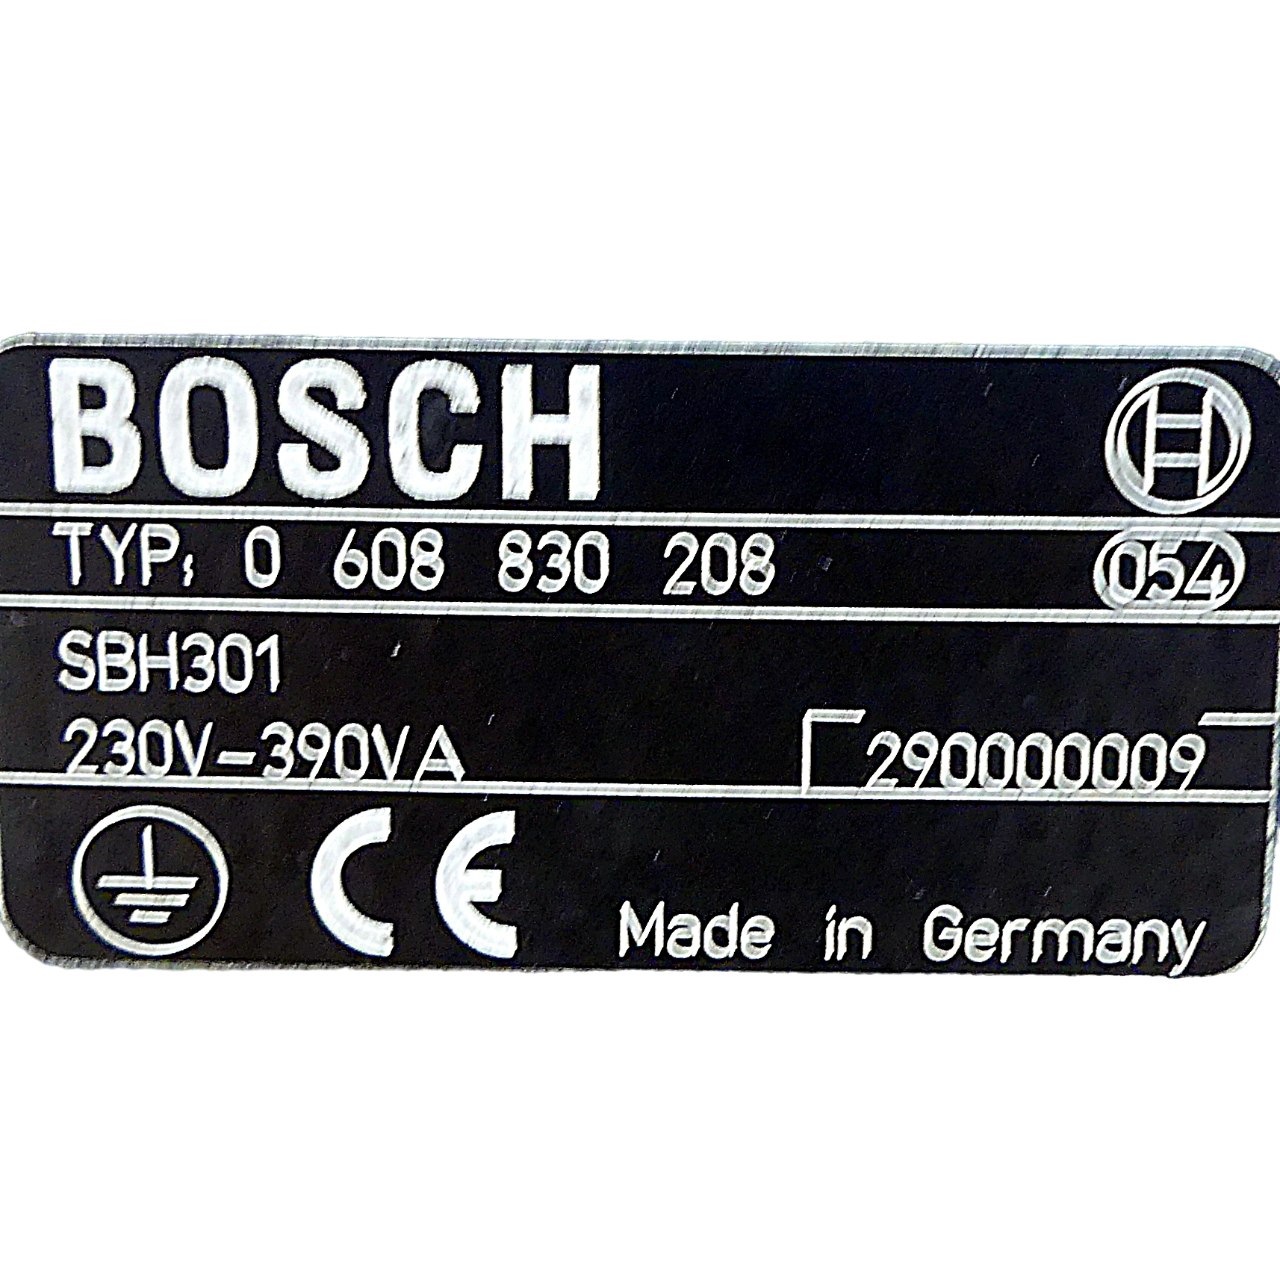 BOSCH
TYP: 0 608 830 208 054
SBH301
230V-390VA 290000009
CE
Made in Germany